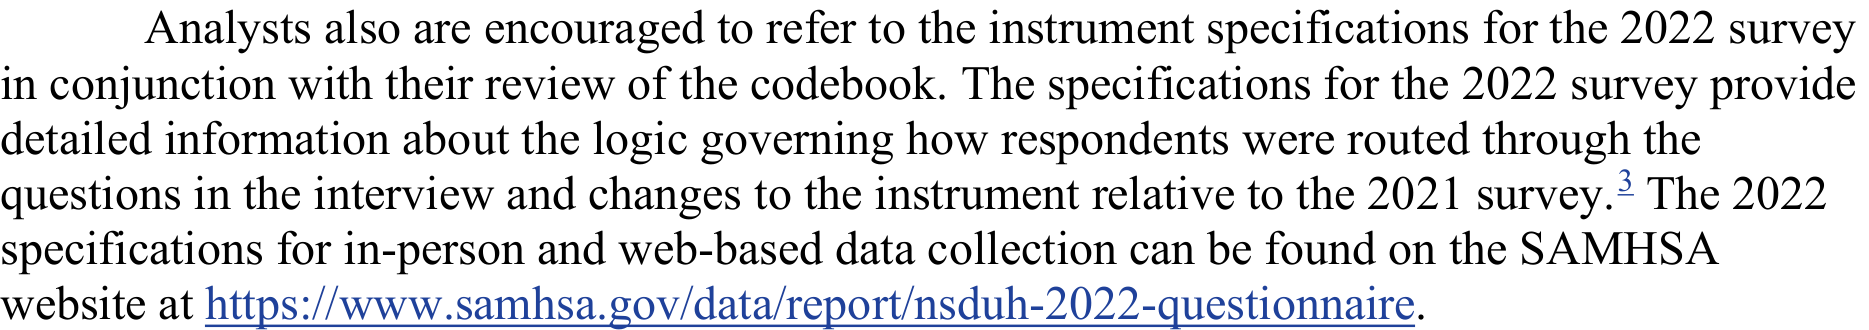 Analysts also are encouraged to refer to the instrument specifications for the 2022 survey
in conjunction with their review of the codebook. The specifications for the 2022 survey provide
detailed information about the logic governing how respondents were routed through the
questions in the interview and changes to the instrument relative to the 2021 survey.3 The 2022
specifications for in-person and web-based data collection can be found on the SAMHSA
website at https://www.samhsa.gov/data/report/nsduh-2022-questionnaire.